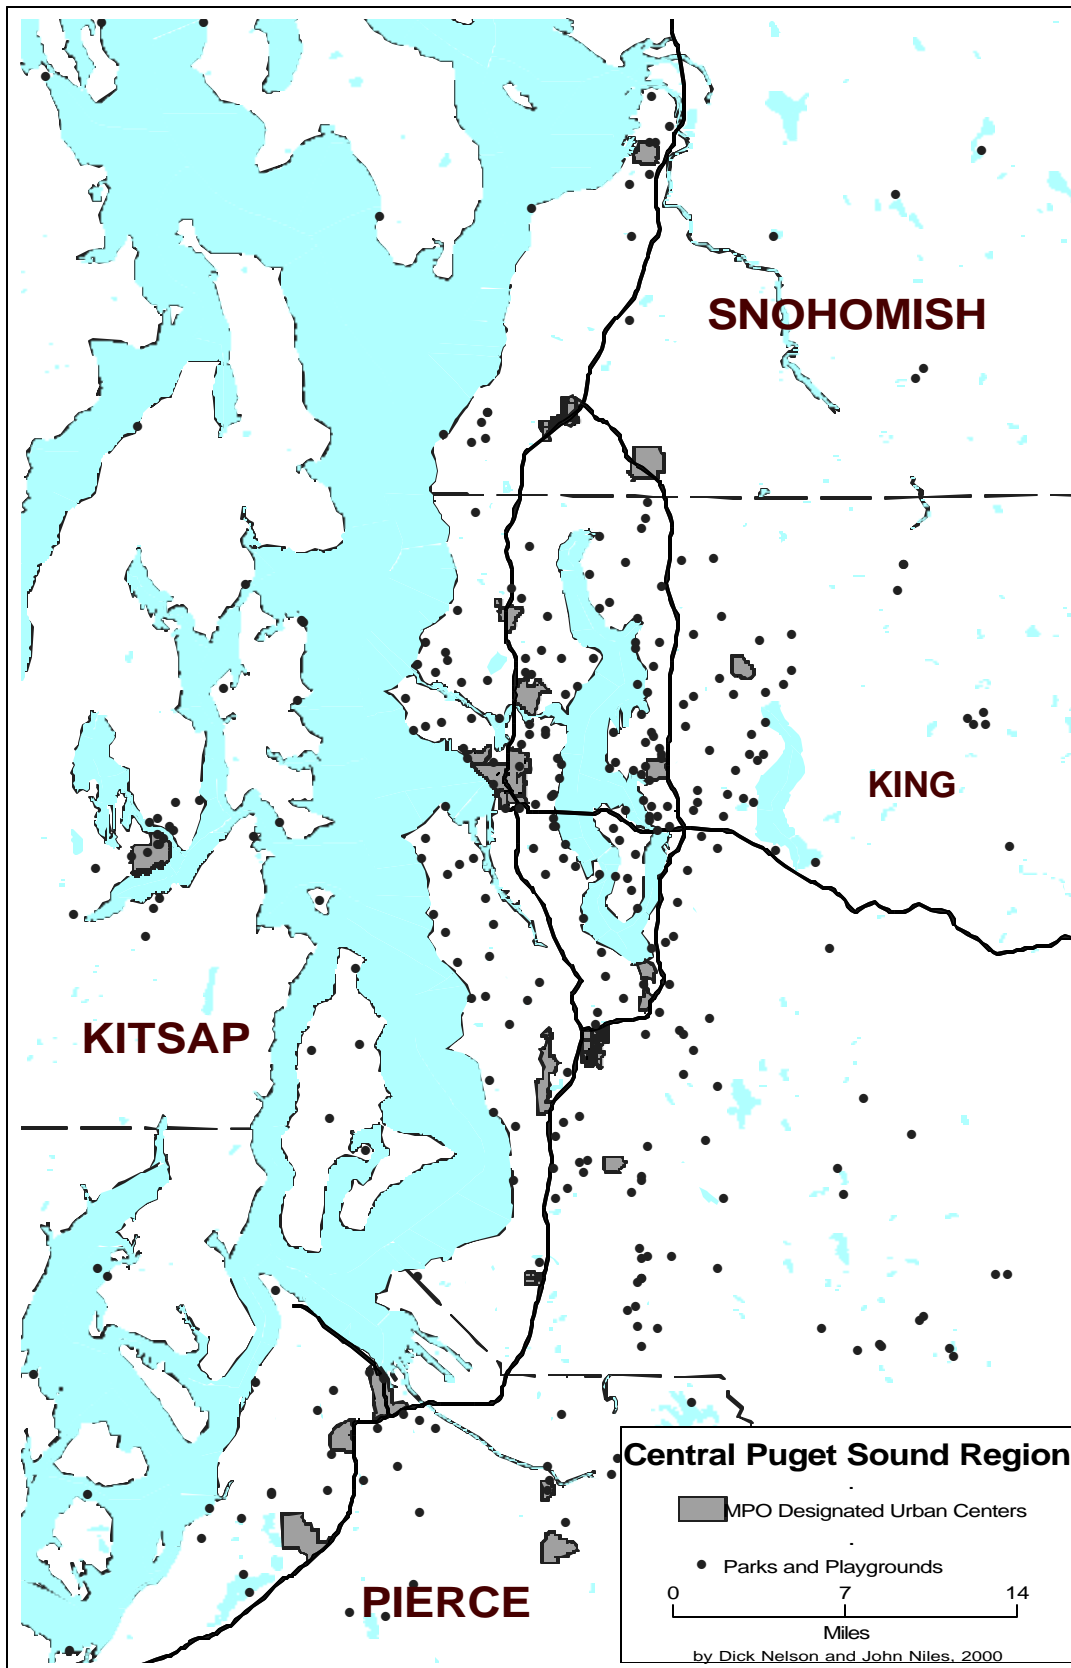 SNOHOMISH
KING
KITSAP
PIERCE
Central Puget Sound Region
MPO Designated Urban Centers
Parks and Playgrounds
0 7 14
Miles
by Dick Nelson and John Niles, 2000